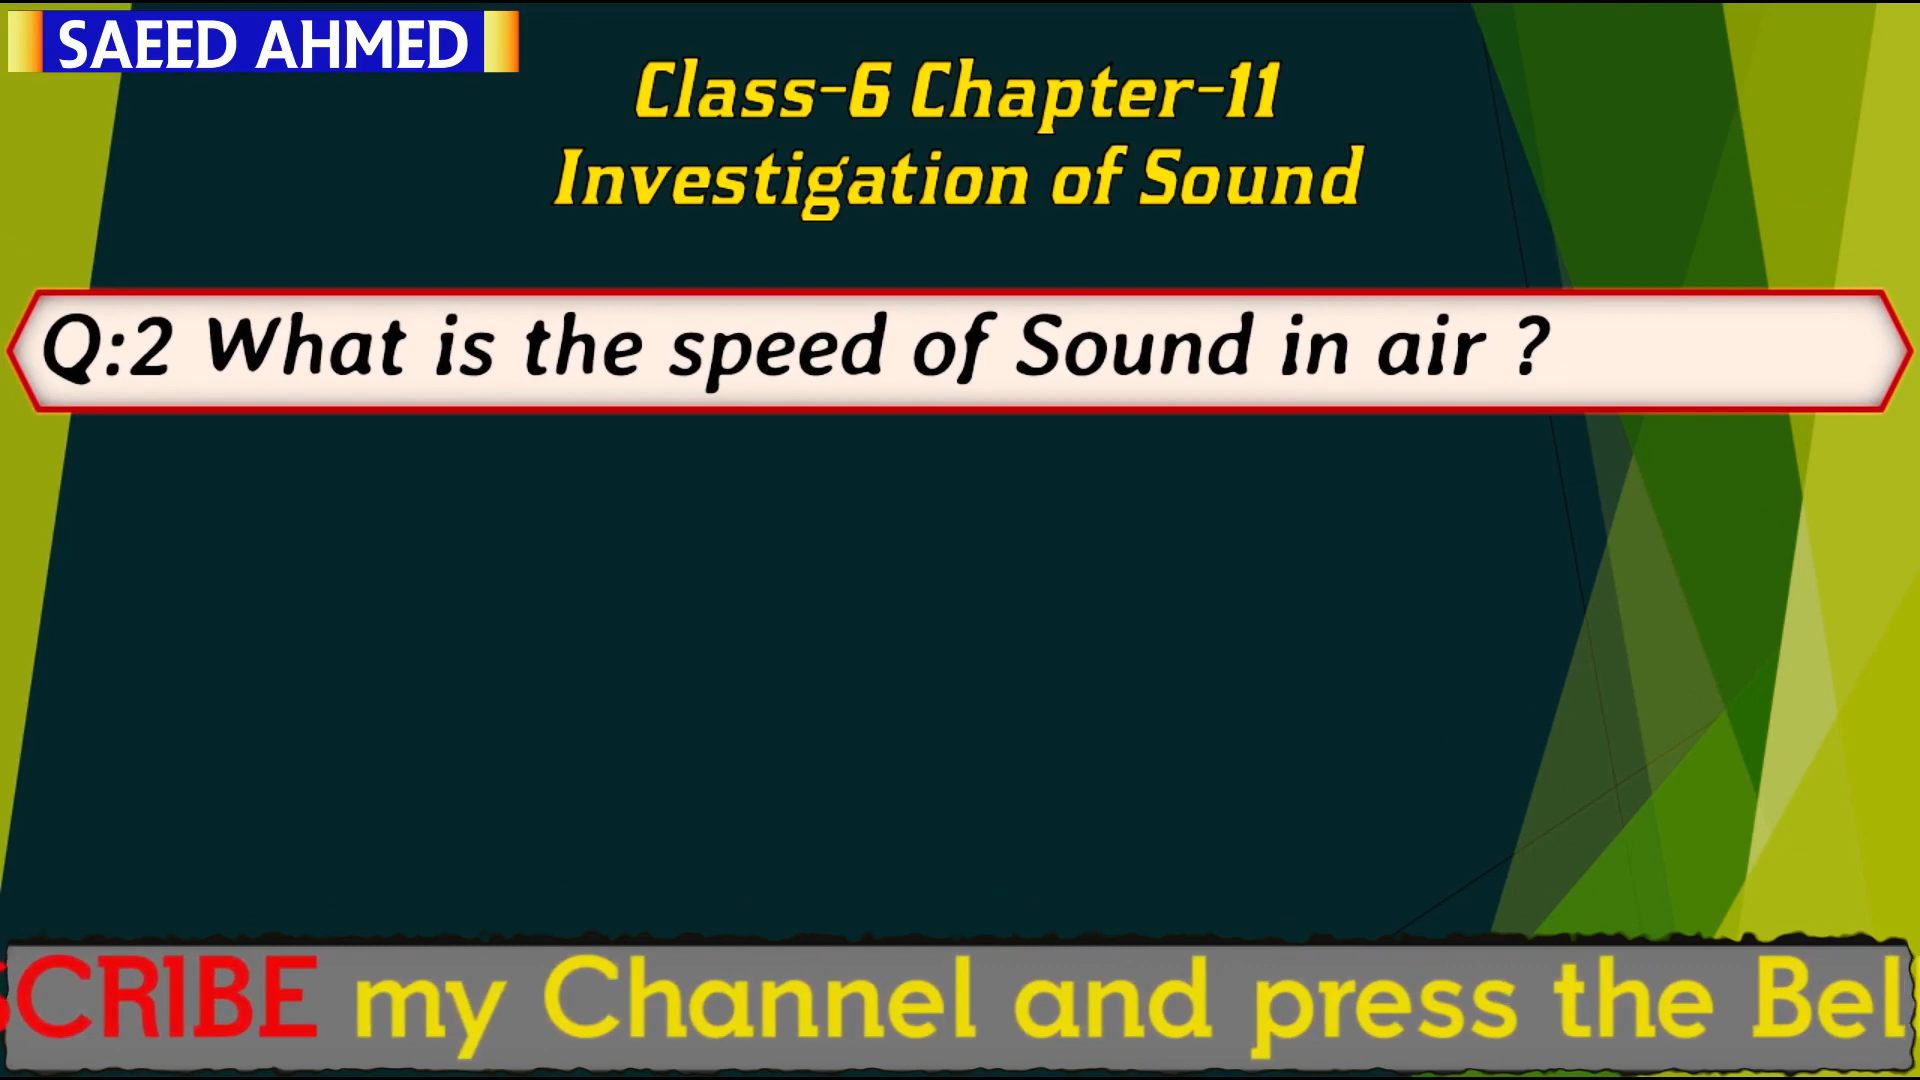 SAEED AHMED
Class-6 Chapter-11
Investigation of Sound
Q:2 What is the speed of Sound in air ?
SCRIBE my Channel and press the Bel